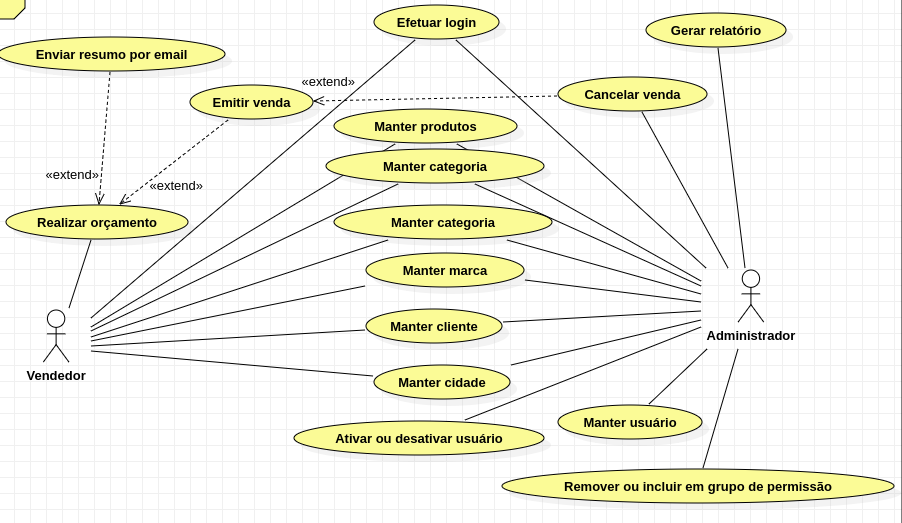 Efetuar login
Gerar relatório
Enviar resumo por email
«extend»
Emitir venda
Cancelar venda
Manter produtos
Manter categoria
«extend»
«extend»
Realizar orçamento
Manter categoria
Manter marca
Manter cliente
Administrador
Vendedor
Manter cidade
Manter usuário
Ativar ou desativar usuário
Remover ou incluir em grupo de permissão